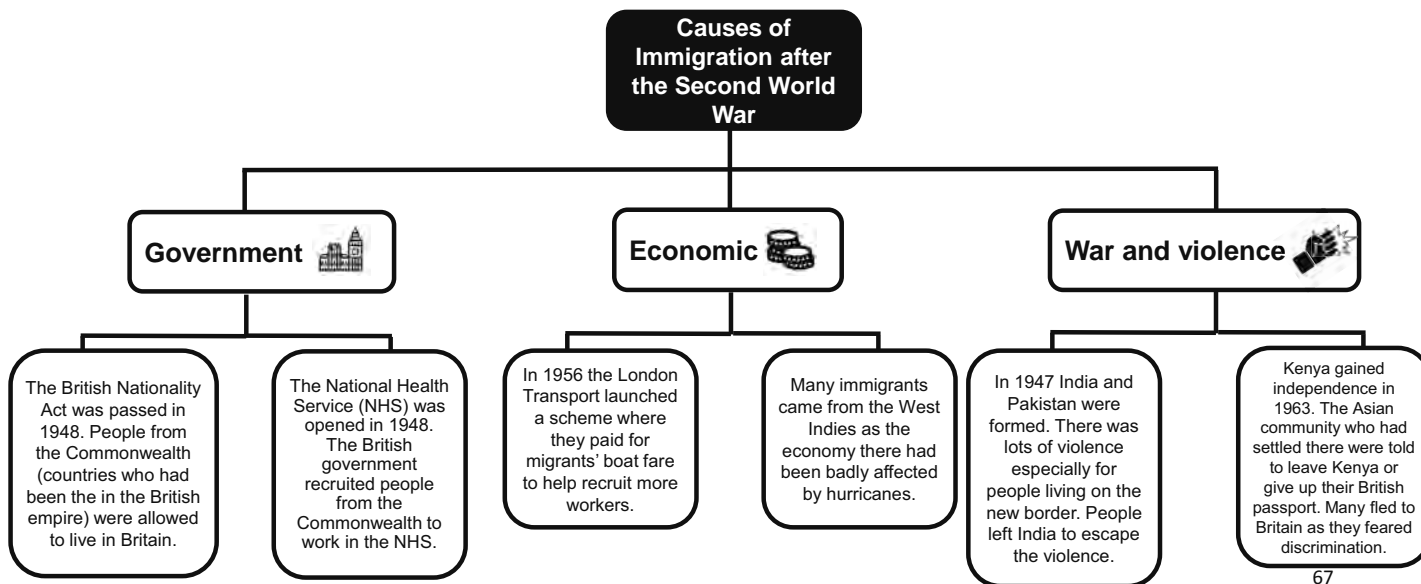 Causes of
Immigration after
the Second World
War
Government
Economic
War and violence
The British Nationality
Act was passed in
1948. People from
the Commonwealth
(countries who had
been the in the British
empire) were allowed
to live in Britain.
The National Health
Service (NHS) was
opened in 1948.
The British
government
recruited people
from the
Commonwealth to
work in the NHS.
In 1956 the London
Transport launched
a scheme where
they paid for
migrants’ boat fare
to help recruit more
workers.
Many immigrants
came from the West
Indies as the
economy there had
been badly affected
by hurricanes.
In 1947 India and
Pakistan were
formed. There was
lots of violence
especially for
people living on the
new border. People
left India to escape
the violence.
Kenya gained
independence in
1963. The Asian
community who had
settled there were told
to leave Kenya or
give up their British
passport. Many fled to
Britain as they feared
discrimination.
67